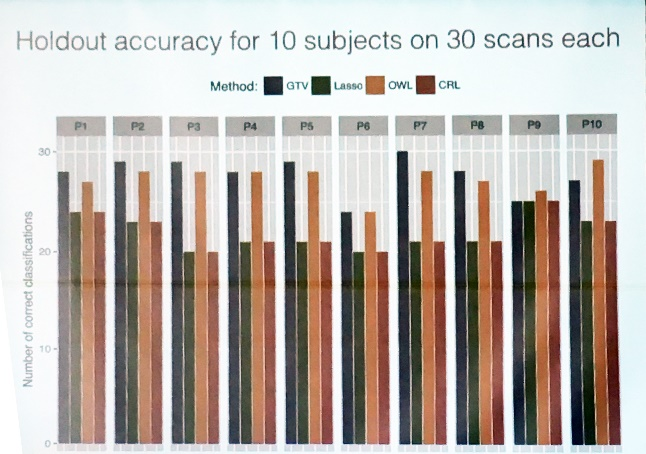 Holdout accuracy for 10 subjects on 30 scans each
Method: GTV Lasso OWL CRL
P1 P2 P3 P4 P5 P6 P7 P8 P9 P10
30
20
10
0
Number of correct classifications